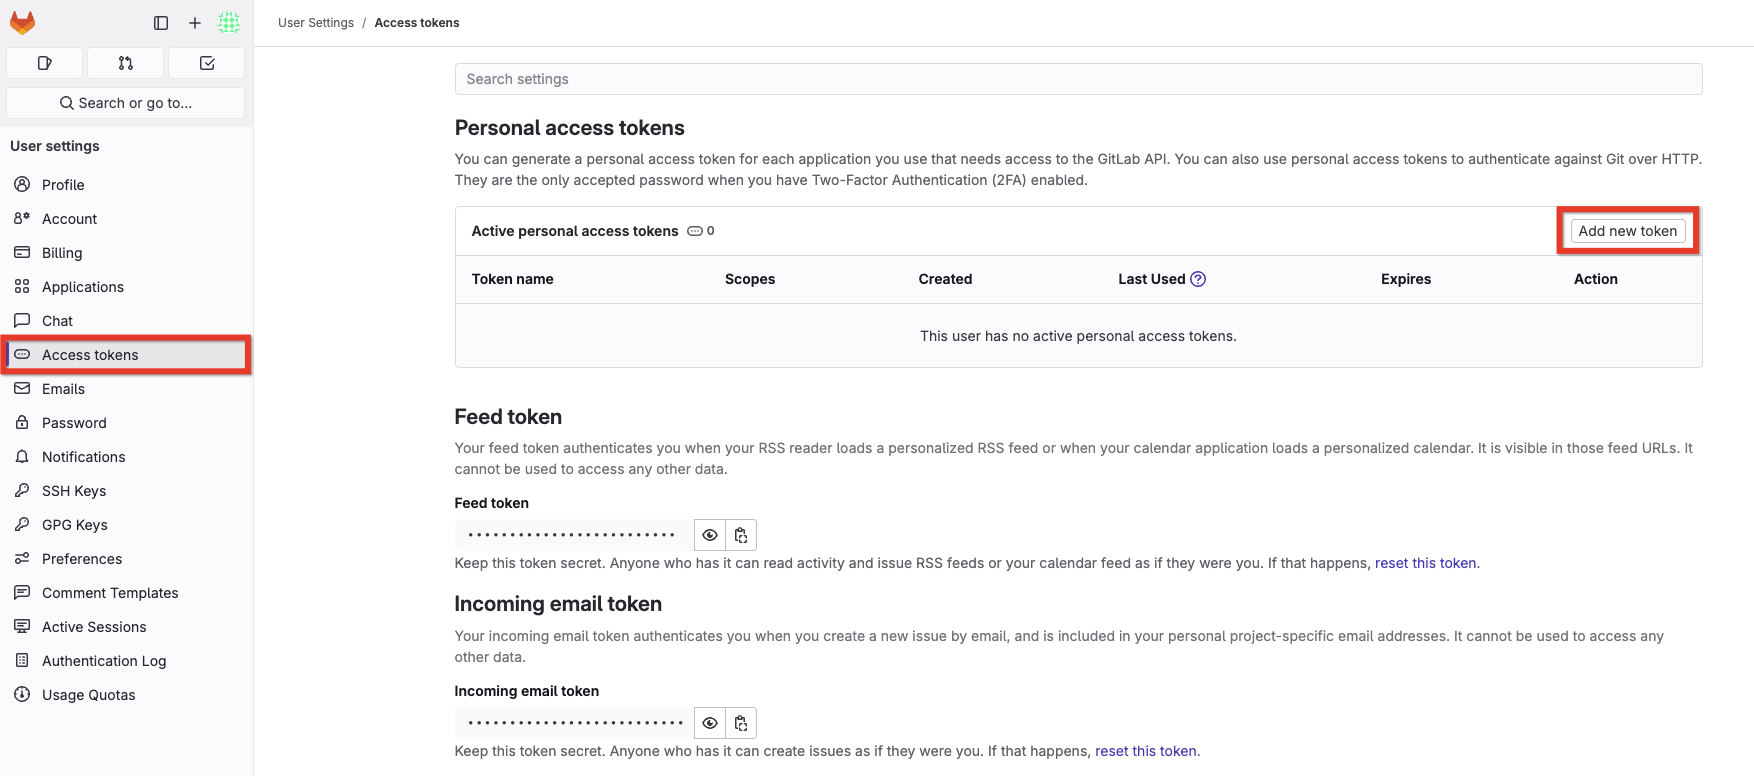 User Settings / Access tokens
Search or go to...
User settings
Profile
Account
Billing
Applications
Chat
Access tokens
Emails
Password
Notifications
SSH Keys
GPG Keys
Preferences
Comment Templates
Active Sessions
Authentication Log
Usage Quotas
Search settings
Personal access tokens
You can generate a personal access token for each application you use that needs access to the GitLab API. You can also use personal access tokens to authenticate against Git over HTTP.
They are the only accepted password when you have Two-Factor Authentication (2FA) enabled.
Active personal access tokens 0
Add new token
Token name Scopes Created Last Used Expires Action
This user has no active personal access tokens.
Feed token
Your feed token authenticates you when your RSS reader loads a personalized RSS feed or when your calendar application loads a personalized calendar. It is visible in those feed URLs. It
cannot be used to access any other data.
Feed token
Keep this token secret. Anyone who has it can read activity and issue RSS feeds or your calendar feed as if they were you. If that happens, reset this token.
Incoming email token
Your incoming email token authenticates you when you create a new issue by email, and is included in your personal project-specific email addresses. It cannot be used to access any
other data.
Incoming email token
Keep this token secret. Anyone who has it can create issues as if they were you. If that happens, reset this token.